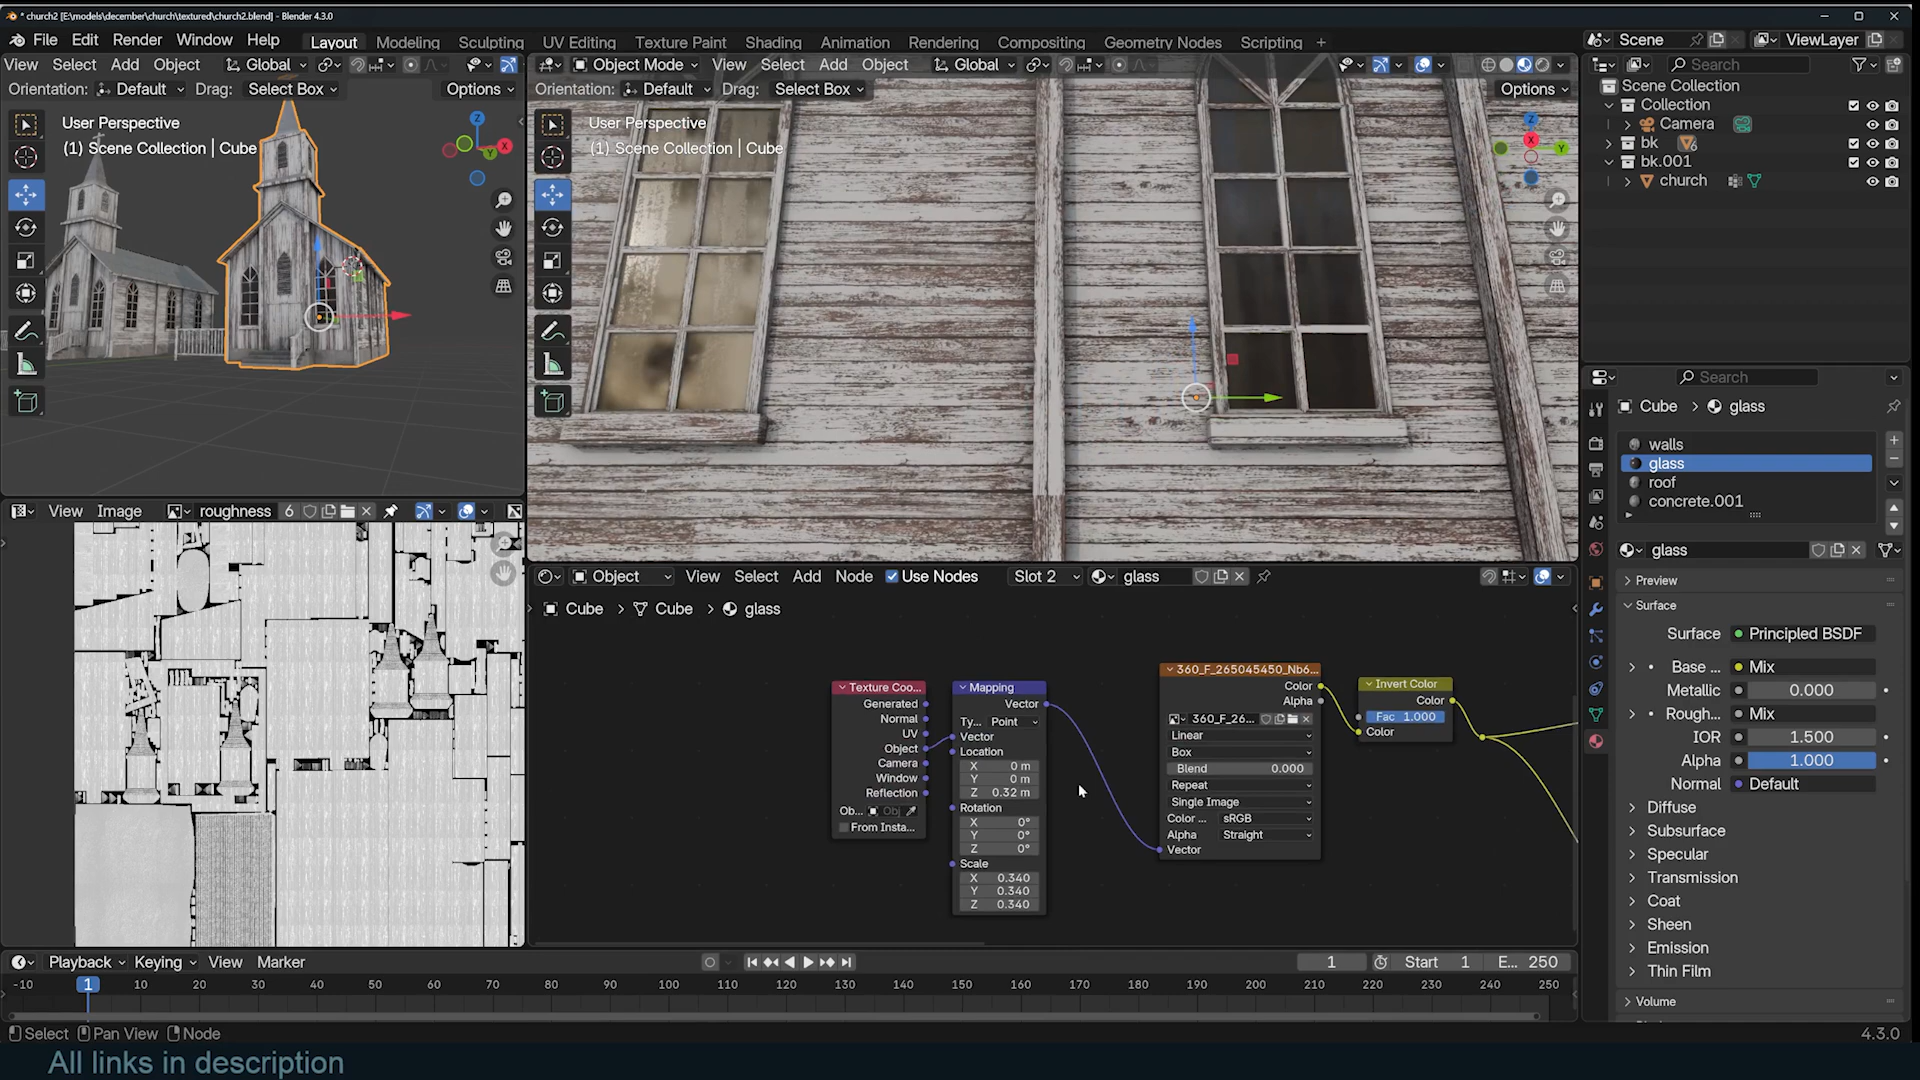 * church2 [E:\models\december\church\textured\church2.blend] - Blender 4.3.0
File Edit Render Window Help Layout Modeling Sculpting UV Editing Texture Paint Shading Animation Rendering Compositing Geometry Nodes Scripting + Scene ViewLayer
View Select Add Object Global
Object Mode View Select Add Object Global
Search
Orientation: Default Drag: Select Box Options
Orientation: Default Drag: Select Box Options
User Perspective
(1) Scene Collection | Cube
Z
X
Y
User Perspective
(1) Scene Collection | Cube
Z
X
Y
Scene Collection
Collection
Camera
bk 6
bk.001
church
Search
Cube > glass
walls
glass
roof
concrete.001
glass
Preview
Surface
Surface Principled BSDF
Base ... Mix
Metallic 0.000
Rough... Mix
IOR 1.500
Alpha 1.000
Normal Default
Diffuse
Subsurface
Specular
Transmission
Coat
Sheen
Emission
Thin Film
Volume
View Image roughness 6
Object View Select Add Node Use Nodes Slot 2 glass
Cube > Cube > glass
Texture Coo...
Generated
Normal
UV
Object
Camera
Window
Reflection
Ob... Obj
From Insta...
Mapping
Vector
Ty... Point
Vector
Location
X 0 m
Y 0 m
Z 0.32 m
Rotation
X 0°
Y 0°
Z 0°
Scale
X 0.340
Y 0.340
Z 0.340
360_F_265045450_Nb6...
Color
Alpha
360_F_26...
Linear
Box
Blend 0.000
Repeat
Single Image
Color ... sRGB
Alpha Straight
Vector
Invert Color
Color
Fac 1.000
Color
Playback Keying View Marker 1 Start 1 E... 250
-10 1 10 20 30 40 50 60 70 80 90 100 110 120 130 140 150 160 170 180 190 200 210 220 230 240 250
Select Pan View Node 4.3.0
All links in description